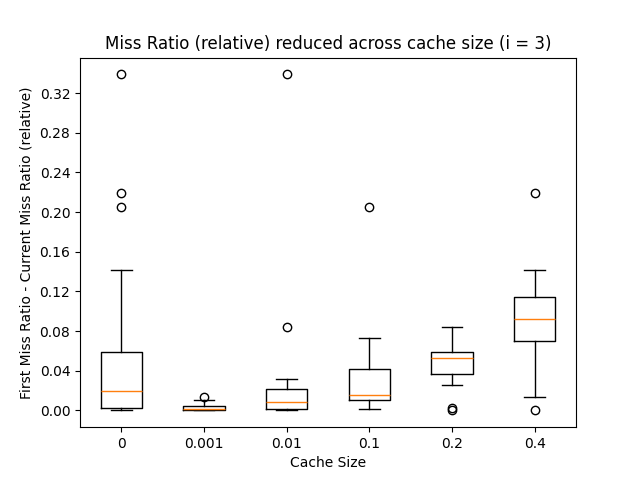 Miss Ratio (relative) reduced across cache size (i = 3)
First Miss Ratio - Current Miss Ratio (relative)
0.32
0.28
0.24
0.20
0.16
0.12
0.08
0.04
0.00
0 0.001 0.01 0.1 0.2 0.4
Cache Size